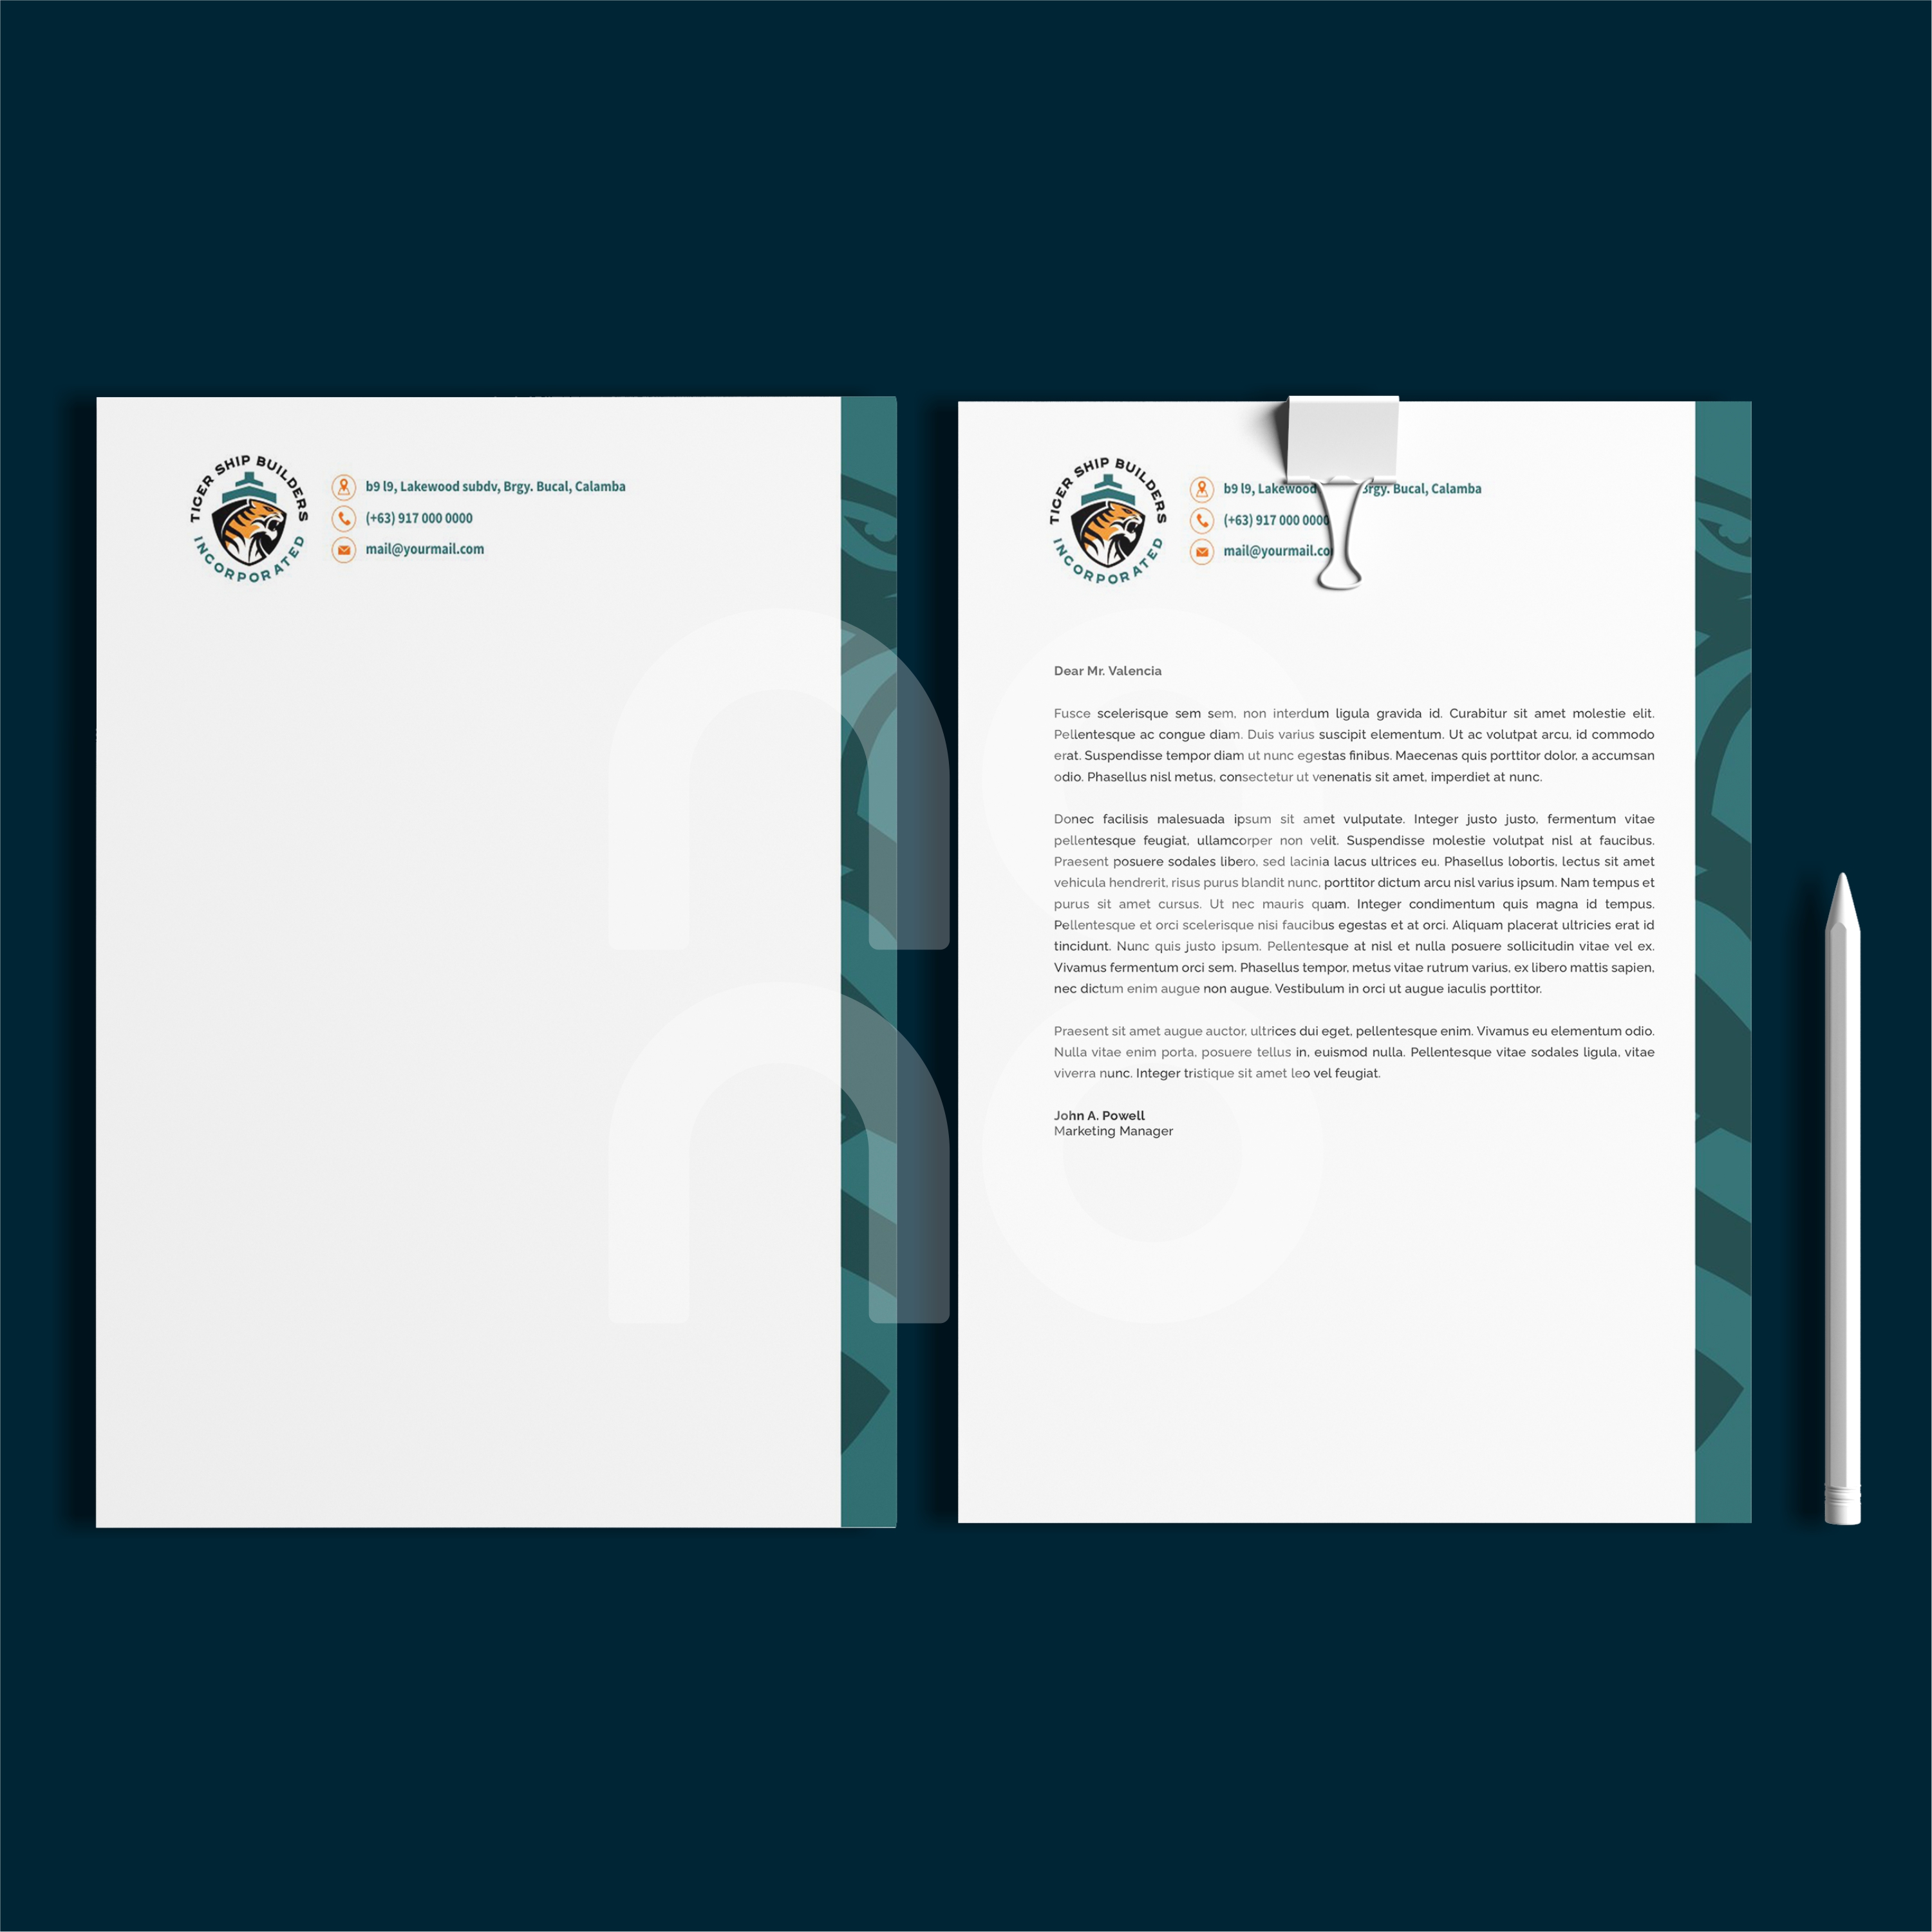 TIGER SHIP BUILDERS
INCORPORATED
b9 l9, Lakewood subdv, Brgy. Bucal, Calamba
(+63) 917 000 0000
mail@yourmail.com
TIGER SHIP BUILDERS
INCORPORATED
b9 l9, Lakewood Brgy. Bucal, Calamba
(+63) 917 000 0000
mail@yourmail.co
Dear Mr. Valencia
Fusce scelerisque sem sem, non interdum ligula gravida id. Curabitur sit amet molestie elit.
Pellentesque ac congue diam. Duis varius suscipit elementum. Ut ac volutpat arcu, id commodo
erat. Suspendisse tempor diam ut nunc egestas finibus. Maecenas quis porttitor dolor, a accumsan
odio. Phasellus nisl metus, consectetur ut venenatis sit amet, imperdiet at nunc.
Donec facilisis malesuada ipsum sit amet vulputate. Integer justo justo, fermentum vitae
pellentesque feugiat, ullamcorper non velit. Suspendisse molestie volutpat nisl at faucibus.
Praesent posuere sodales libero, sed lacinia lacus ultrices eu. Phasellus lobortis, lectus sit amet
vehicula hendrerit, risus purus blandit nunc, porttitor dictum arcu nisl varius ipsum. Nam tempus et
purus sit amet cursus. Ut nec mauris quam. Integer condimentum quis magna id tempus.
Pellentesque et orci scelerisque nisi faucibus egestas et at orci. Aliquam placerat ultricies erat id
tincidunt. Nunc quis justo ipsum. Pellentesque at nisl et nulla posuere sollicitudin vitae vel ex.
Vivamus fermentum orci sem. Phasellus tempor, metus vitae rutrum varius, ex libero mattis sapien,
nec dictum enim augue non augue. Vestibulum in orci ut augue iaculis porttitor.
Praesent sit amet augue auctor, ultrices dui eget, pellentesque enim. Vivamus eu elementum odio.
Nulla vitae enim porta, posuere tellus in, euismod nulla. Pellentesque vitae sodales ligula, vitae
viverra nunc. Integer tristique sit amet leo vel feugiat.
John A. Powell
Marketing Manager